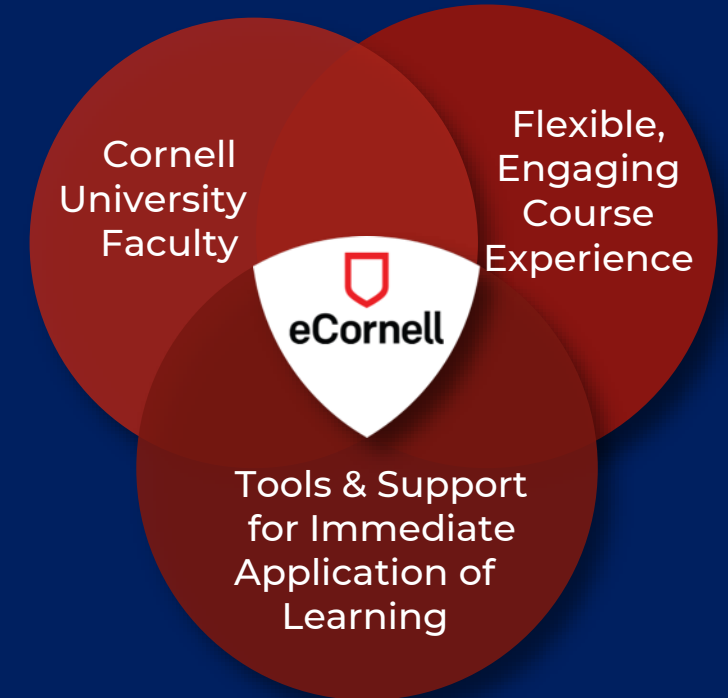 Cornell
University
Faculty
Flexible,
Engaging
Course
Experience
eCornell
Tools & Support
for Immediate
Application of
Learning